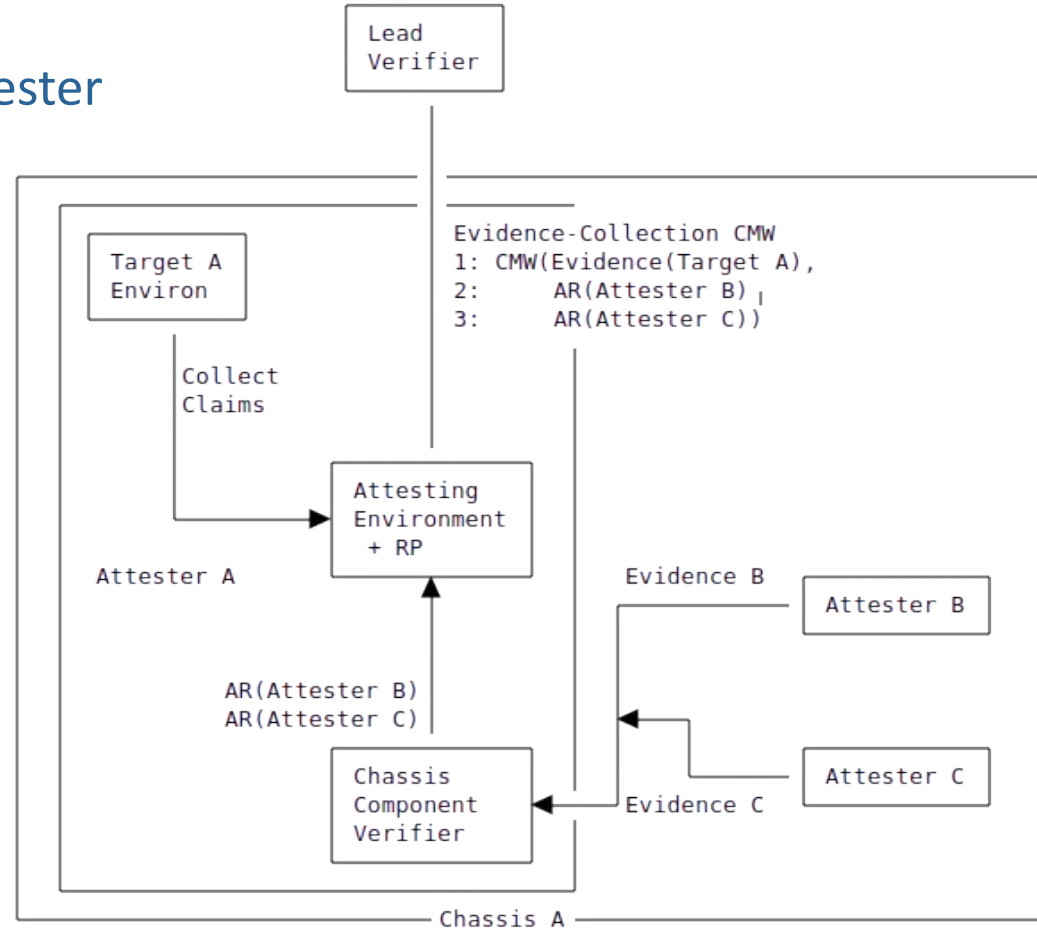 Lead
Verifier
ester
Evidence-Collection CMW
1: CMW(Evidence(Target A),
2: AR(Attester B),
3: AR(Attester C))
Target A
Environ
Collect
Claims
Attesting
Environment
+ RP
Attester A
Evidence B
Attester B
AR(Attester B)
AR(Attester C)
Chassis
Component
Verifier
Attester C
Evidence C
Chassis A